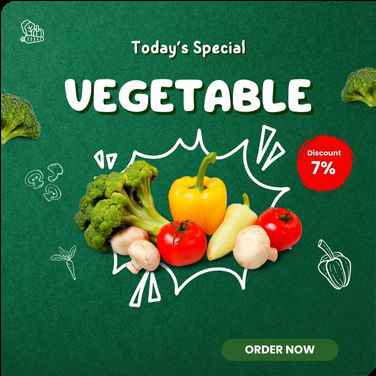 Today's Special
VEGETABLE
Discount
7%
ORDER NOW